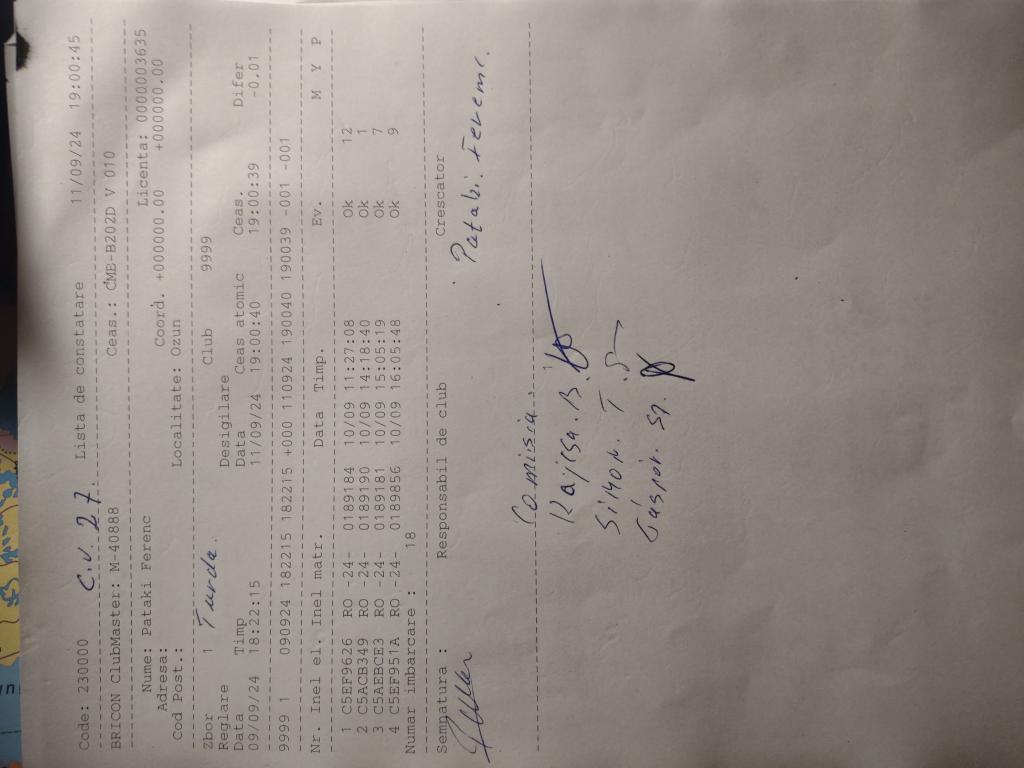 Code: 230000 C.V. 27. Lista de constatare 11/09/24 19:00:45
BRICON ClubMaster: M-40888 Ceas.: CMB-B202D V 010
Nume: Pataki Ferenc Licenta: 0000003635
Adresa: Coord. +000000.00 +0000000.00
Cod Post.: Localitate: Ozun
Zbor 1 Turda. Club 9999
Reglare Desigilare
Data Timp Data Ceas atomic Ceas. Difer
09/09/24 18:22:15 11/09/24 19:00:40 19:00:39 -0.01
9999 1 090924 182215 182215 +000 110924 190040 190039 -001 -001
Nr. Inel el. Inel matr. Data Timp. Ev. M Y P
1 C5EF9626 RO -24- 0189184 10/09 11:27:08 Ok 12
2 C5ACB349 RO -24- 0189190 10/09 14:18:40 Ok 1
3 C5AEBCE3 RO -24- 0189181 10/09 15:05:19 Ok 7
4 C5EF951A RO -24- 0189856 10/09 16:05:48 Ok 9
Numar imbarcare : 18
Semnatura : Responsabil de club Crescator
Pataki
Comisia.
Rajcsa. B.
Simon. T.
Gáspár.